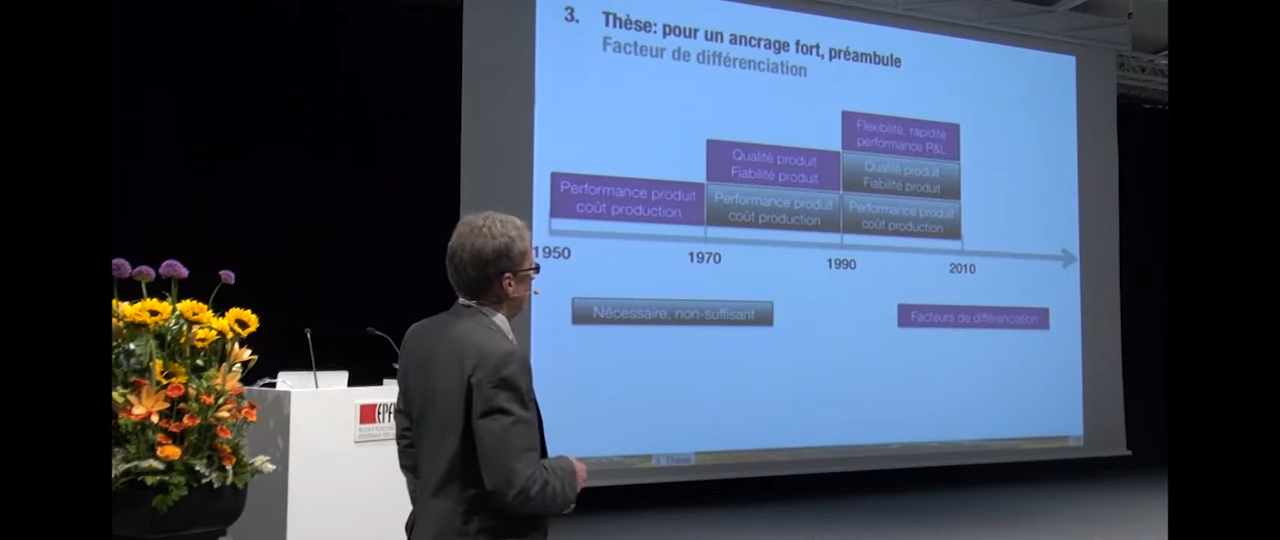 3. Thèse: pour un ancrage fort, préambule
Facteur de différenciation
Flexibilité, rapidité
performance P&L
Qualité produit
Fiabilité produit
Qualité produit
Fiabilité produit
Performance produit
coût production
Performance produit
coût production
Performance produit
coût production
1950
1970
1990
2010
Nécessaire, non-suffisant
Facteurs de différenciation
EPFL
3. Thèse